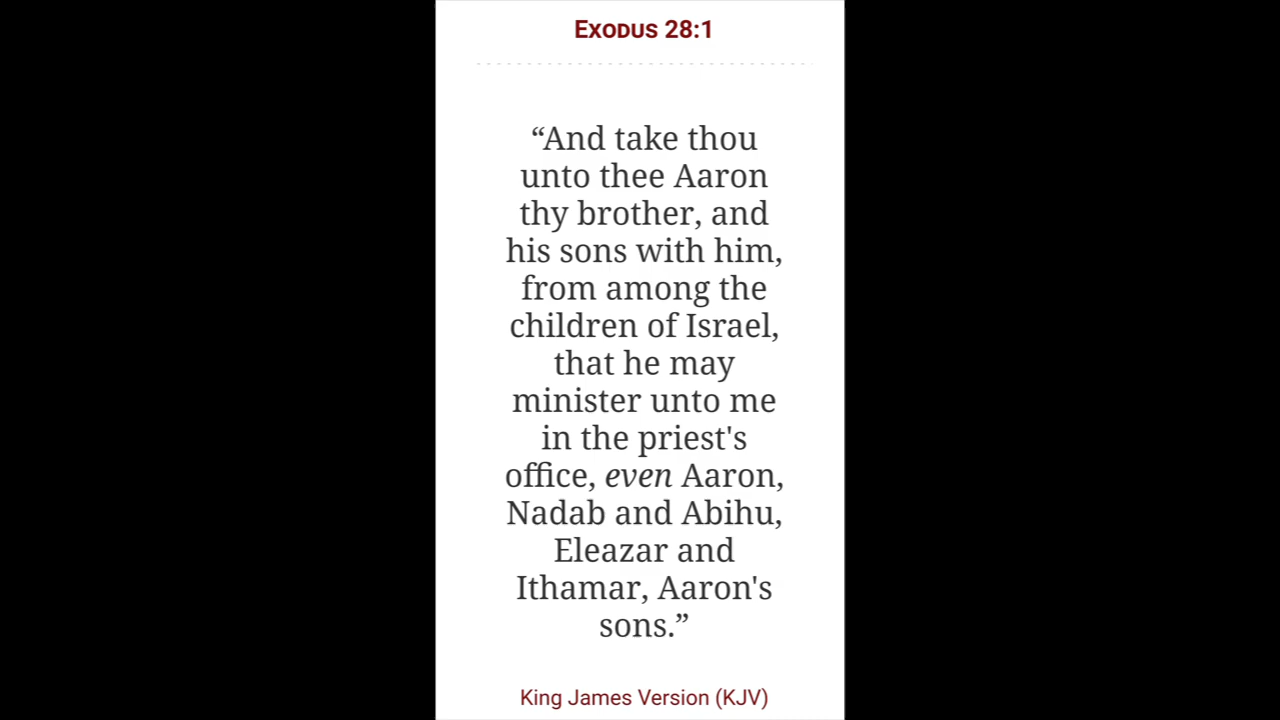 Exodus 28:1
“And take thou
unto thee Aaron
thy brother, and
his sons with him,
from among the
children of Israel,
that he may
minister unto me
in the priest's
office, even Aaron,
Nadab and Abihu,
Eleazar and
Ithamar, Aaron's
sons.”
King James Version (KJV)